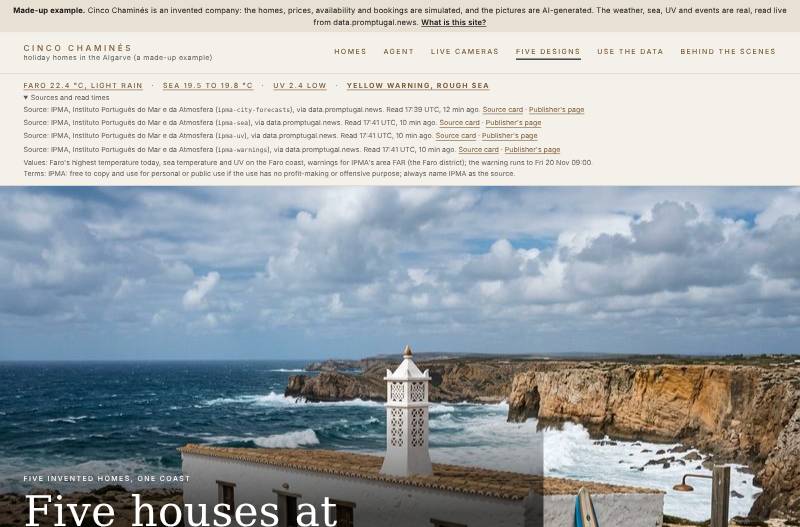 Made-up example. Cinco Chaminés is an invented company: the homes, prices, availability and bookings are simulated, and the pictures are AI-generated. The weather, sea, UV and events are real, read live
from data.promptugal.news. What is this site?
CINCO CHAMINÉS
holiday homes in the Algarve (a made-up example)
HOMES AGENT LIVE CAMERAS FIVE DESIGNS USE THE DATA BEHIND THE SCENES
FARO 22.4 °C, LIGHT RAIN · SEA 19.5 TO 19.8 °C · UV 2.4 LOW · YELLOW WARNING, ROUGH SEA
▾ Sources and read times
Source: IPMA, Instituto Português do Mar e da Atmosfera (ipma-city-forecasts), via data.promptugal.news. Read 17:39 UTC, 12 min ago. Source card · Publisher's page
Source: IPMA, Instituto Português do Mar e da Atmosfera (ipma-sea), via data.promptugal.news. Read 17:41 UTC, 10 min ago. Source card · Publisher's page
Source: IPMA, Instituto Português do Mar e da Atmosfera (ipma-uv), via data.promptugal.news. Read 17:41 UTC, 10 min ago. Source card · Publisher's page
Source: IPMA, Instituto Português do Mar e da Atmosfera (ipma-warnings), via data.promptugal.news. Read 17:41 UTC, 10 min ago. Source card · Publisher's page
Values: Faro's highest temperature today, sea temperature and UV on the Faro coast, warnings for IPMA's area FAR (the Faro district); the warning runs to Fri 20 Nov 09:00.
Terms: IPMA: free to copy and use for personal or public use if the use has no profit-making or offensive purpose; always name IPMA as the source.
FIVE INVENTED HOMES, ONE COAST
Five houses at